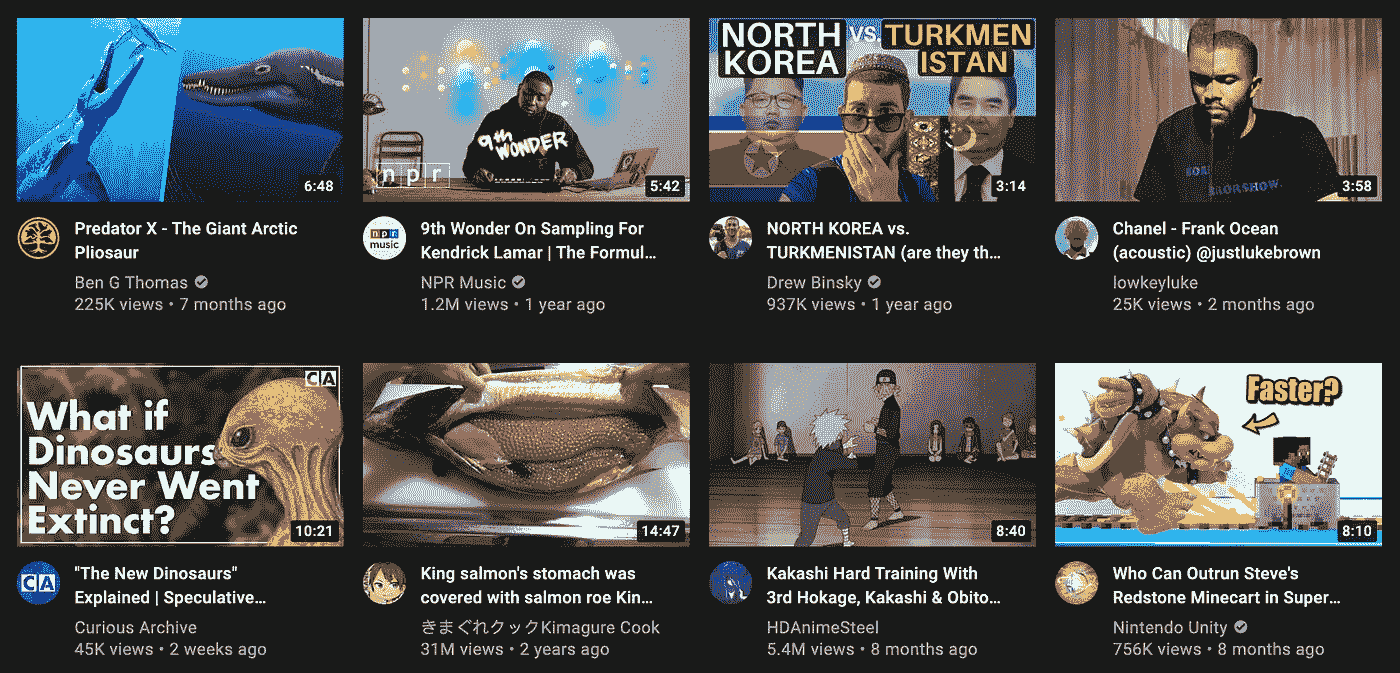 6:48
9th
WONDER
npr
5:42
NORTH KOREA VS. TURKMENISTAN
3:14
COLORSHOW.
3:58
Predator X - The Giant Arctic
Pliosaur
Ben G Thomas
225K views • 7 months ago
npr
music
9th Wonder On Sampling For
Kendrick Lamar | The Formul...
NPR Music
1.2M views • 1 year ago
NORTH KOREA vs.
TURKMENISTAN (are they th...
Drew Binsky
937K views • 1 year ago
Chanel - Frank Ocean
(acoustic) @justlukebrown
lowkeyluke
25K views • 2 months ago
CA
What if
Dinosaurs
Never Went
Extinct?
10:21
14:47
8:40
Faster?
8:10
CA
"The New Dinosaurs"
Explained | Speculative...
Curious Archive
45K views • 2 weeks ago
King salmon's stomach was
covered with salmon roe Kin...
きまぐれクックKimagure Cook
31M views • 2 years ago
Kakashi Hard Training With
3rd Hokage, Kakashi & Obito...
HDAnimeSteel
5.4M views • 8 months ago
Who Can Outrun Steve's
Redstone Minecart in Super...
Nintendo Unity
756K views • 8 months ago